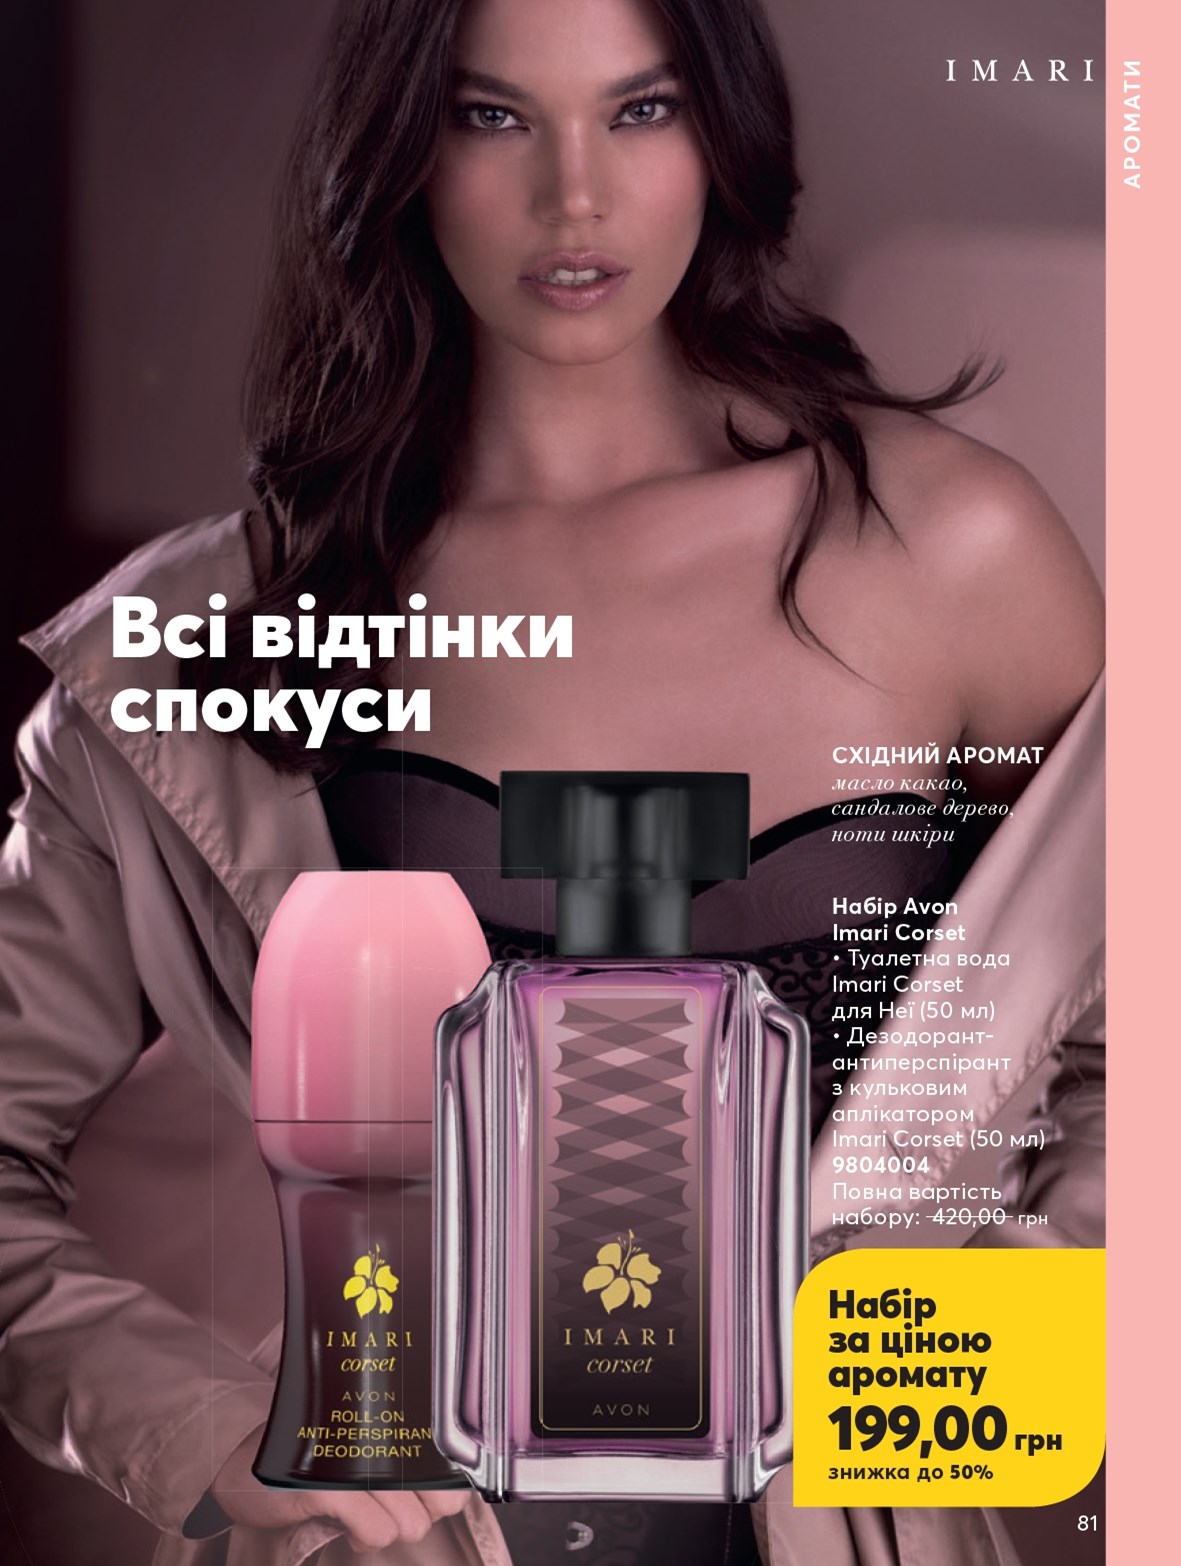 IMARI
АРОМАТИ
Всі відтінки
спокуси
СХІДНИЙ АРОМАТ
масло какао,
сандалове дерево,
ноти шкіри
Набір Avon
Imari Corset
• Туалетна вода
Imari Corset
для Неї (50 мл)
• Дезодорант-
антиперспірант
з кульковим
аплікатором
Imari Corset (50 мл)
9804004
Повна вартість
набору: 420,00 грн
Набір
за ціною
аромату
199,00 грн
знижка до 50%
IMARI
corset
AVON
ROLL-ON
ANTI-PERSPIRAN
DEODORANT
IMARI
corset
AVON
81